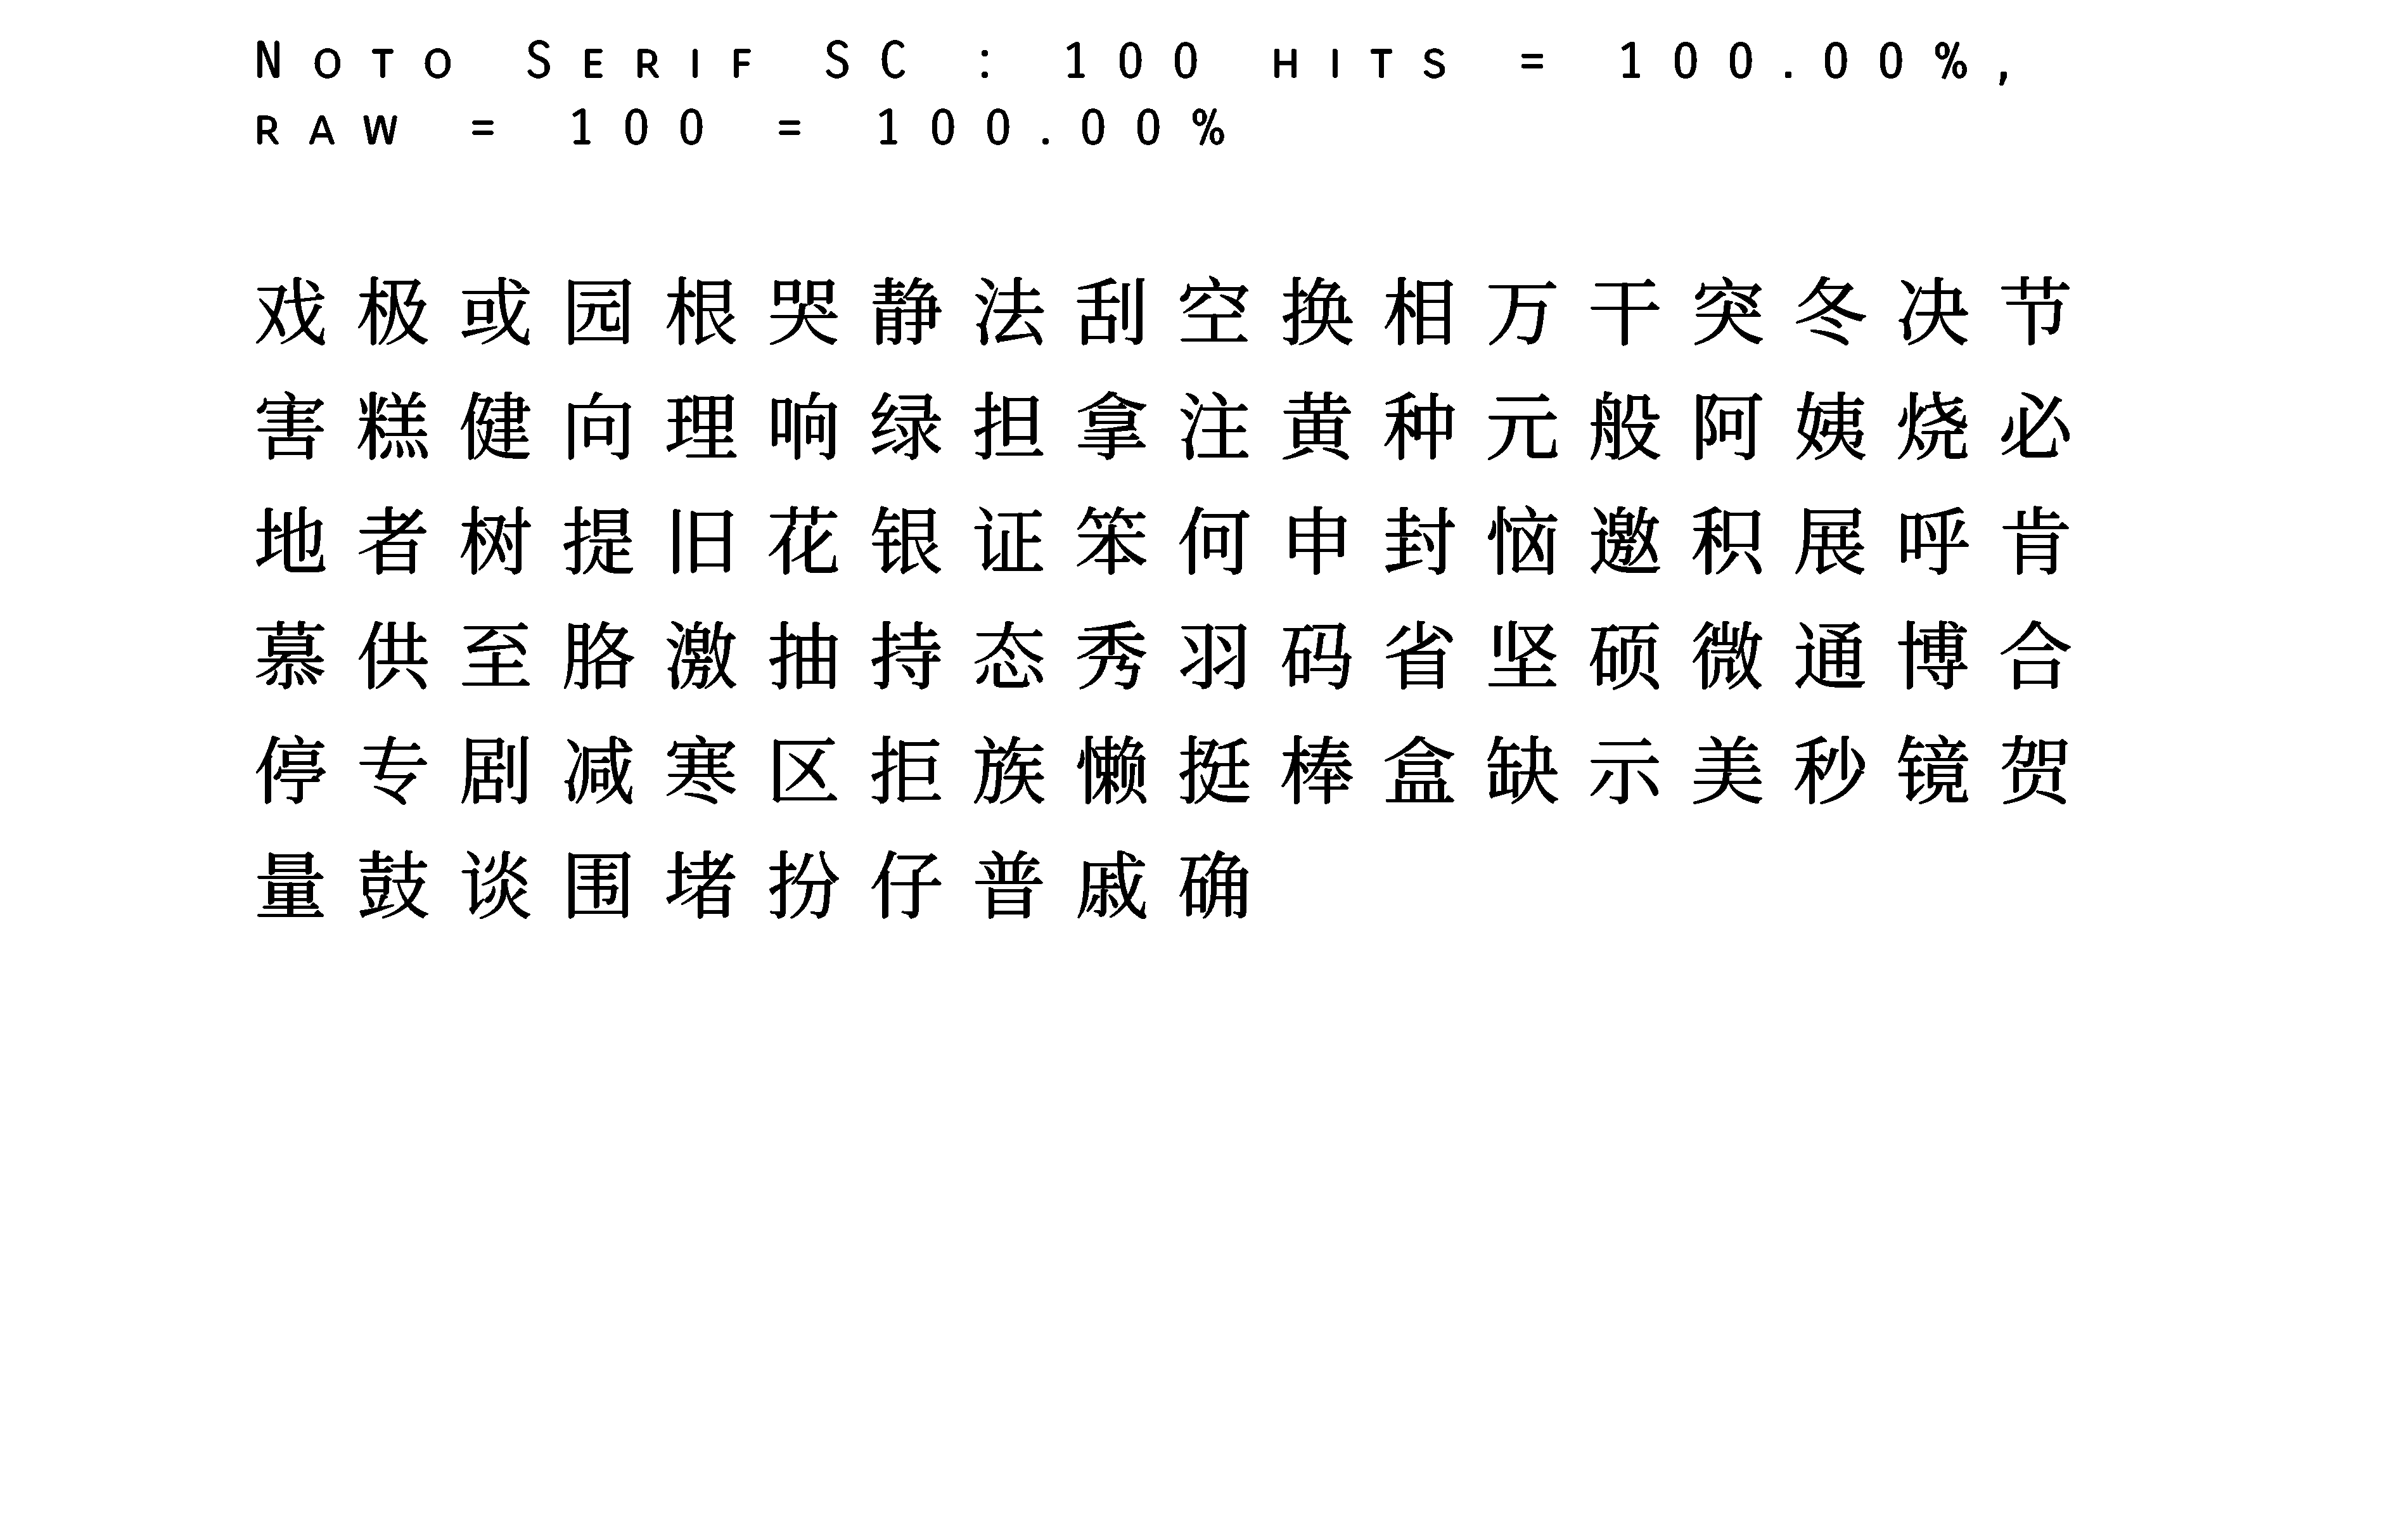 Noto Serif SC : 100 hits = 100.00%,
raw = 100 = 100.00%
戏极或园根哭静法刮空换相万干突冬决节
害糕健向理响绿担拿注黄种元般阿姨烧必
地者树提旧花银证笨何申封恼邀积展呼肯
慕供至胳激抽持态秀羽码省坚硕微通博合
停专剧减寒区拒族懒挺棒盒缺示美秒镜贺
量鼓谈围堵扮仔普戚确